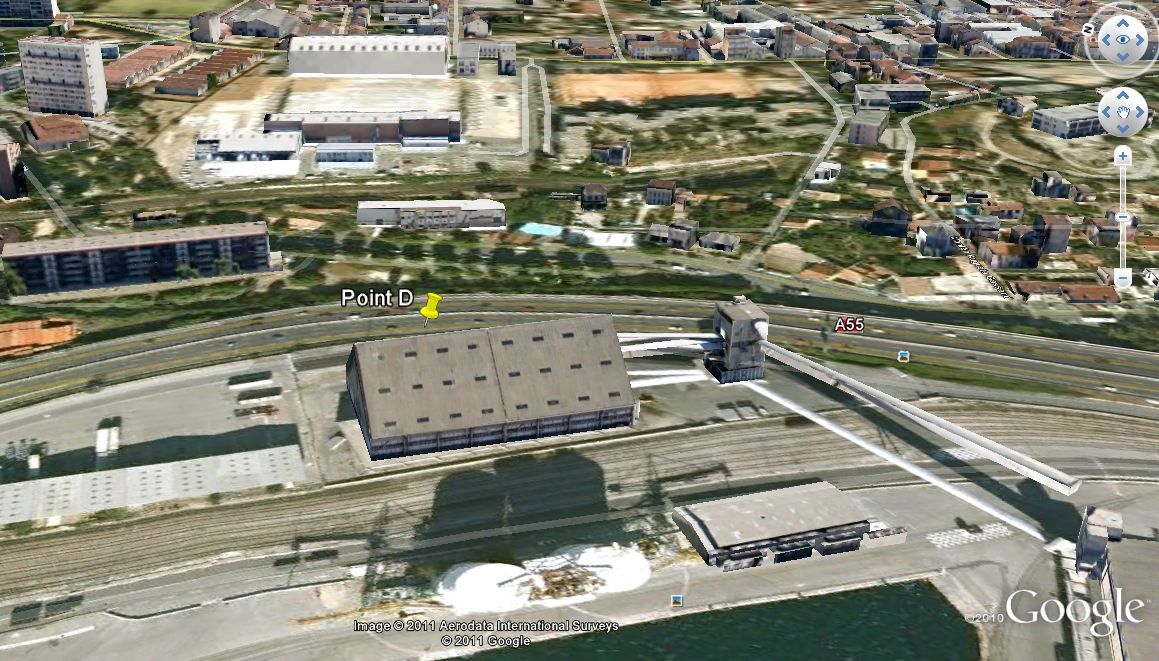 Point D
A55
Image © 2011 Aerodata International Surveys
© 2011 Google
©2010 Google